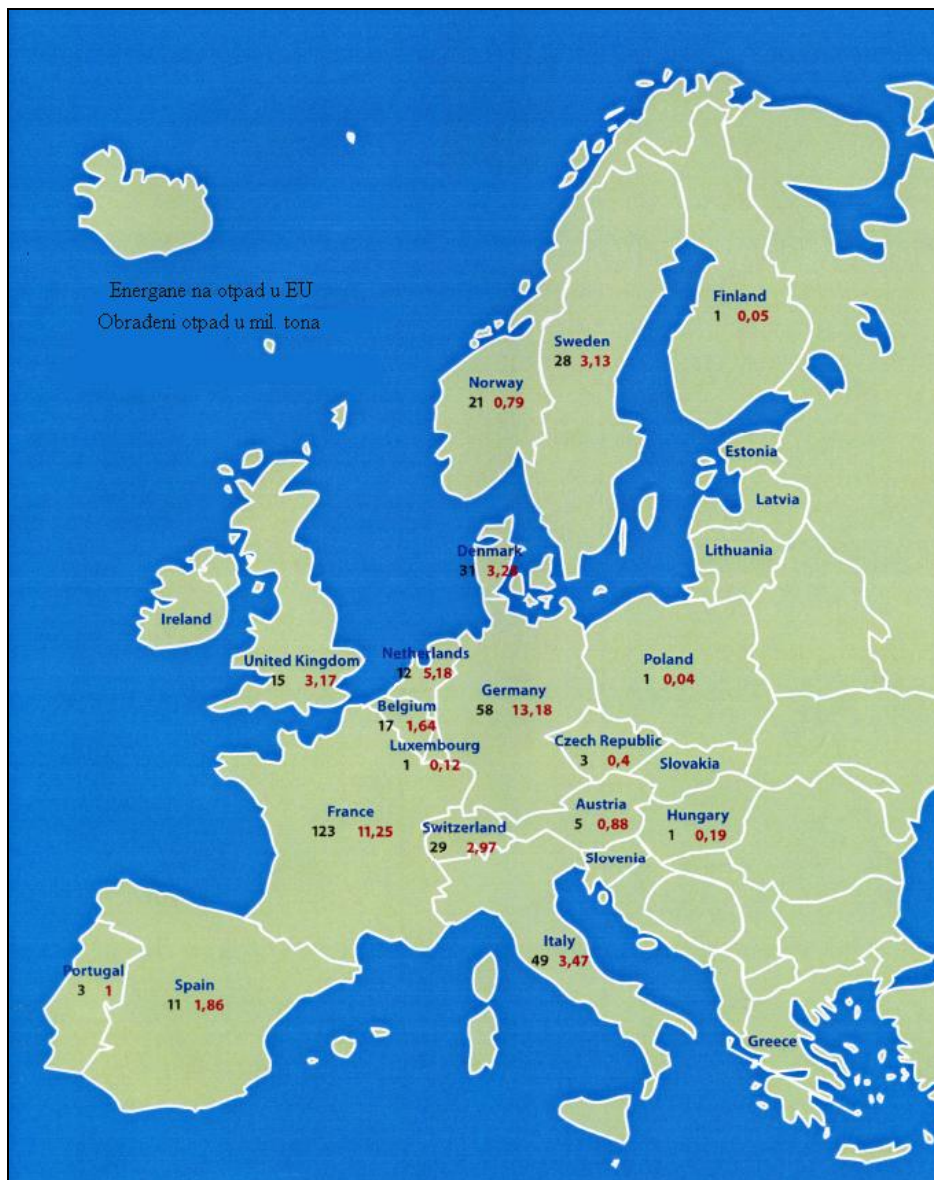 Energane na otpad u EU
Obrađeni otpad u mil. tona
Finland
1 0,05
Sweden
28 3,13
Norway
21 0,79
Estonia
Latvia
Lithuania
Denmark
31 3,28
Ireland
United Kingdom
15 3,17
Netherlands
12 5,18
Poland
1 0,04
Germany
58 13,18
Belgium
17 1,64
Luxembourg
1 0,12
Czech Republic
3 0,4
Slovakia
France
123 11,25
Switzerland
29 2,97
Austria
5 0,88
Hungary
1 0,19
Slovenia
Italy
49 3,47
Portugal
3 1
Spain
11 1,86
Greece